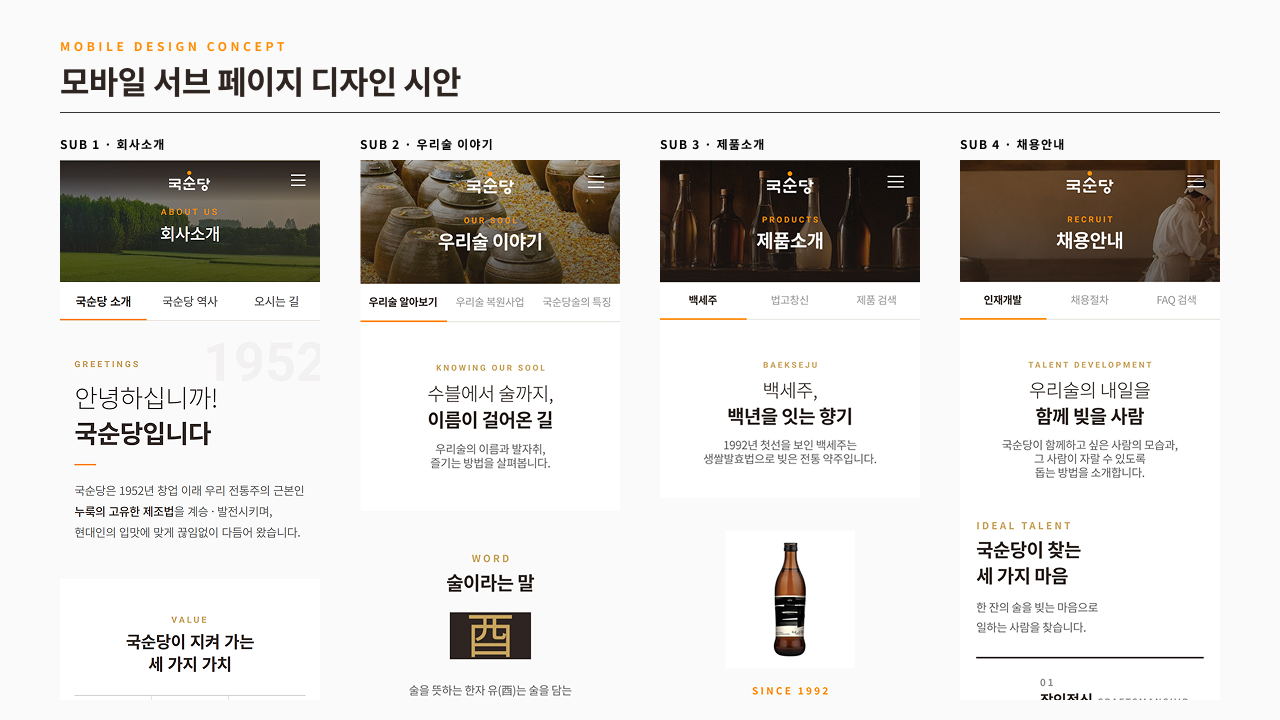 MOBILE DESIGN CONCEPT
모바일 서브 페이지 디자인 시안
SUB 1 · 회사소개
국순당
ABOUT US
회사소개
국순당 소개
국순당 역사
오시는 길
1952
GREETINGS
안녕하십니까!
국순당입니다
국순당은 1952년 창업 이래 우리 전통주의 근본인
누룩의 고유한 제조법을 계승 · 발전시키며,
현대인의 입맛에 맞게 끊임없이 다듬어 왔습니다.
VALUE
국순당이 지켜 가는
세 가지 가치
SUB 2 · 우리술 이야기
국순당
OUR SOOL
우리술 이야기
우리술 알아보기
우리술 복원사업
국순당술의 특징
KNOWING OUR SOOL
수블에서 술까지,
이름이 걸어온 길
우리술의 이름과 발자취,
즐기는 방법을 살펴봅니다.
WORD
술이라는 말
酉
술을 뜻하는 한자 유(酉)는 술을 담는
SUB 3 · 제품소개
국순당
PRODUCTS
제품소개
백세주
법고창신
제품 검색
BAEKSEJU
백세주,
백년을 잇는 향기
1992년 첫선을 보인 백세주는
생쌀발효법으로 빚은 전통 약주입니다.
SINCE 1992
SUB 4 · 채용안내
국순당
RECRUIT
채용안내
인재개발
채용절차
FAQ 검색
TALENT DEVELOPMENT
우리술의 내일을
함께 빚을 사람
국순당이 함께하고 싶은 사람의 모습과,
그 사람이 자랄 수 있도록
돕는 방법을 소개합니다.
IDEAL TALENT
국순당이 찾는
세 가지 마음
한 잔의 술을 빚는 마음으로
일하는 사람을 찾습니다.
01
장인정신 CRAFTSMANSHIP